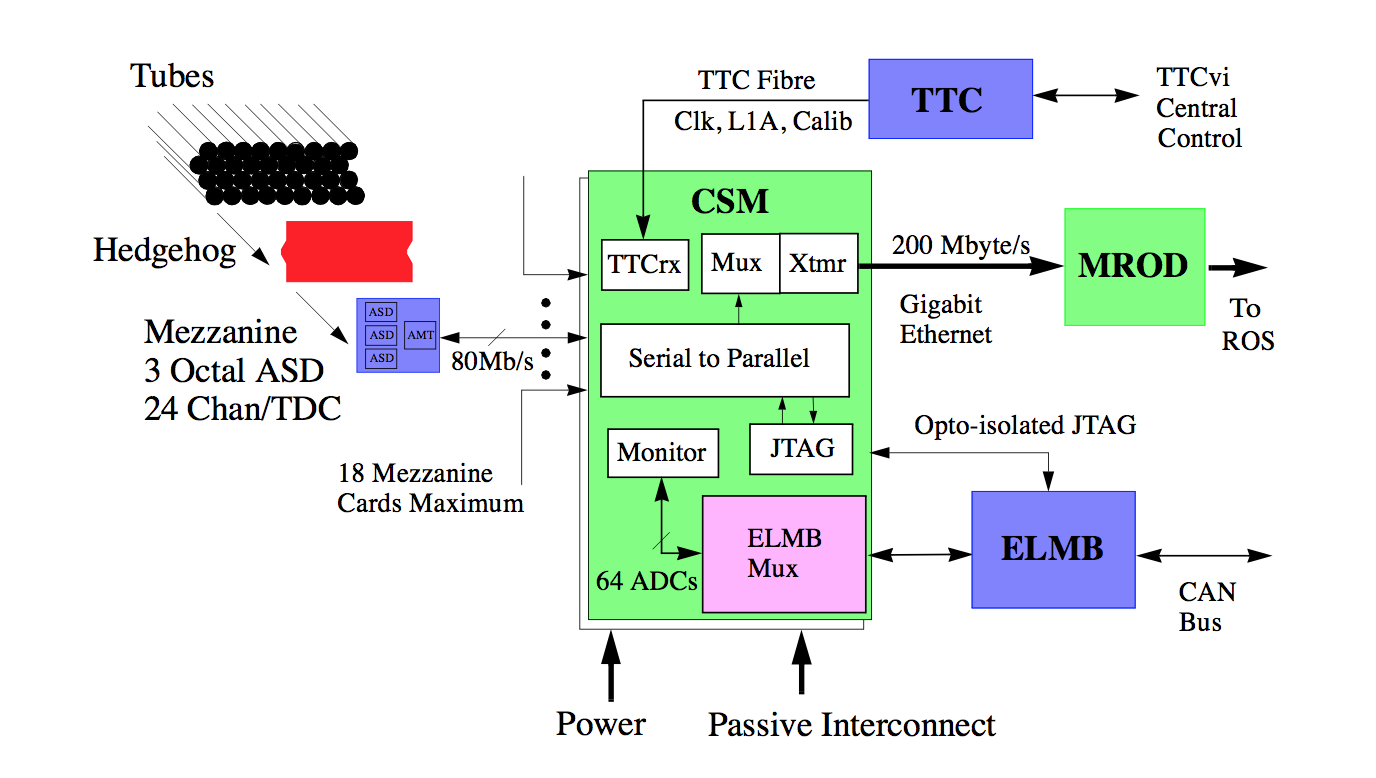 Tubes
TTC Fibre
Clk, L1A, Calib
TTC
TTCvi
Central
Control
CSM
Hedgehog
TTCrx
Mux
Xtmr
200 Mbyte/s
MROD
Gigabit
Ethernet
To
ROS
Mezzanine
3 Octal ASD
24 Chan/TDC
ASD
ASD
ASD
AMT
80Mb/s
Serial to Parallel
18 Mezzanine
Cards Maximum
Monitor
JTAG
Opto-isolated JTAG
64 ADCs
ELMB
Mux
ELMB
CAN
Bus
Power
Passive Interconnect